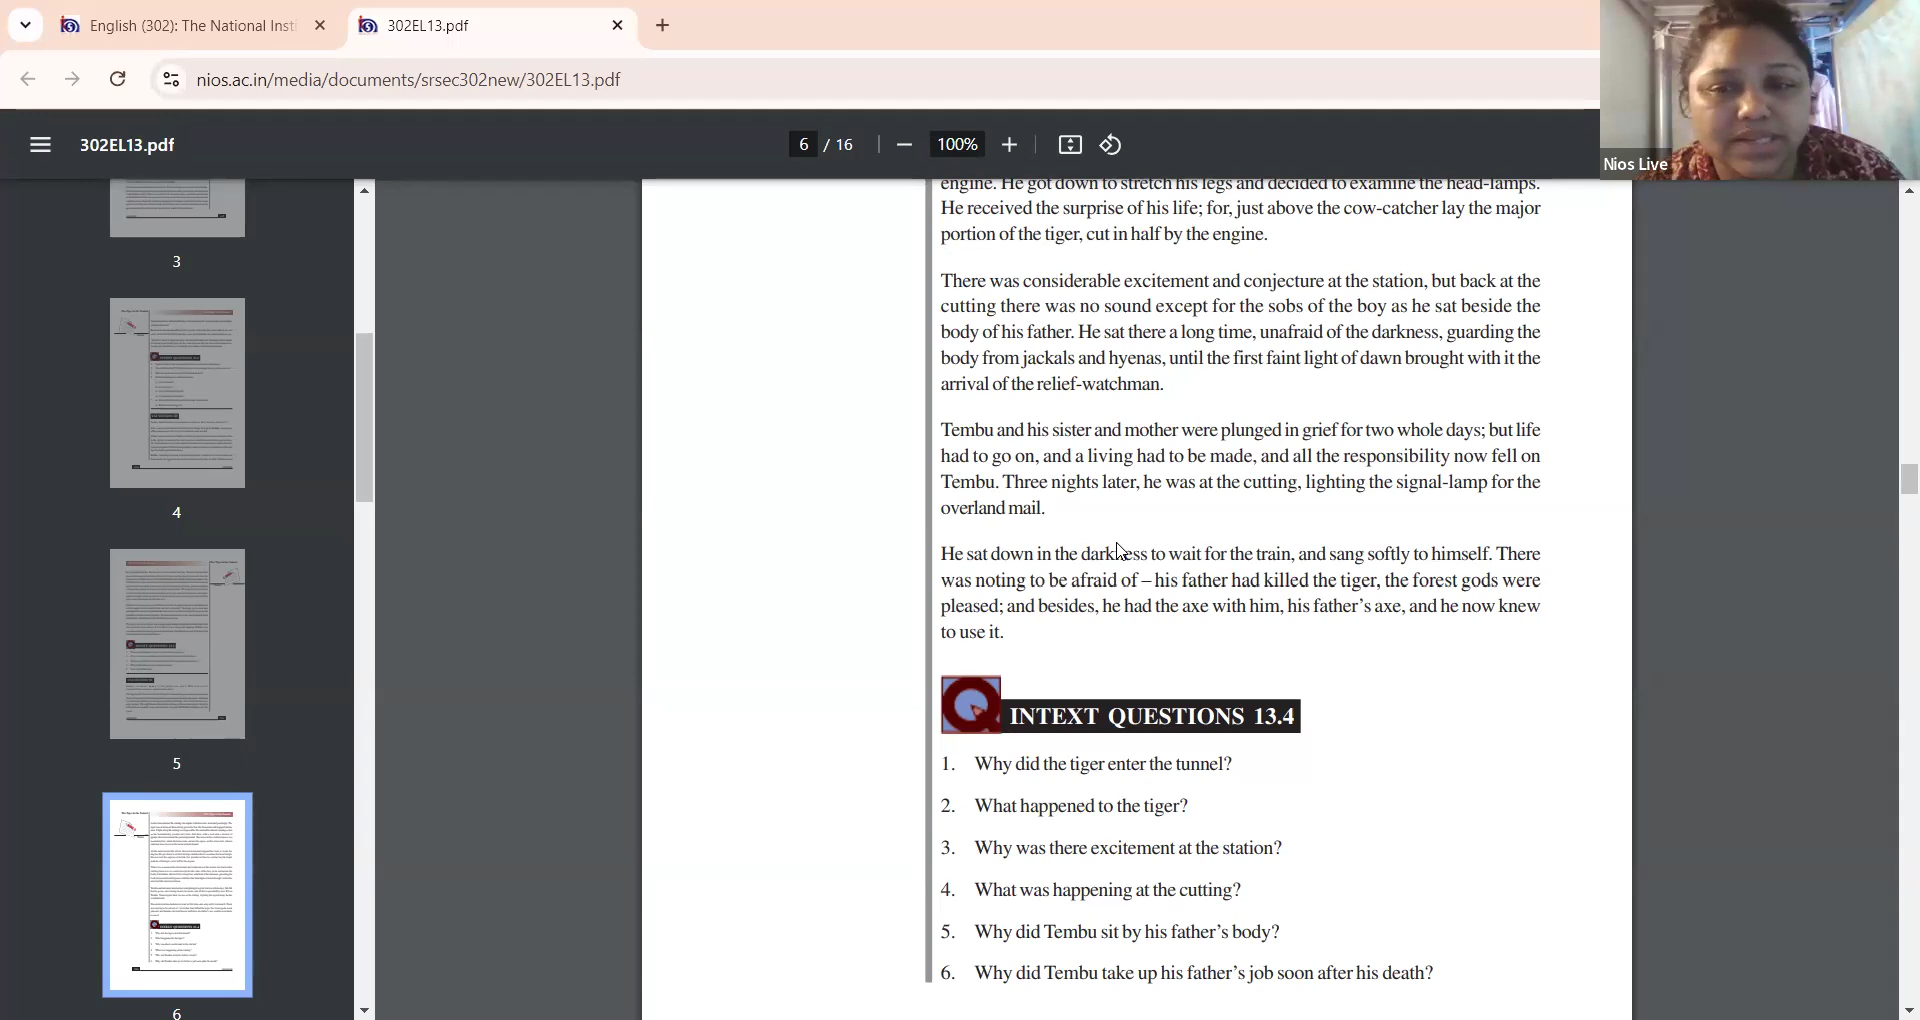 English (302): The National Insti
302EL13.pdf
nios.ac.in/media/documents/srsec302new/302EL13.pdf
302EL13.pdf
6 / 16
100%
Nios Live
3
4
5
6
engine. He got down to stretch his legs and decided to examine the head-lamps.
He received the surprise of his life; for, just above the cow-catcher lay the major
portion of the tiger, cut in half by the engine.
There was considerable excitement and conjecture at the station, but back at the
cutting there was no sound except for the sobs of the boy as he sat beside the
body of his father. He sat there a long time, unafraid of the darkness, guarding the
body from jackals and hyenas, until the first faint light of dawn brought with it the
arrival of the relief-watchman.
Tembu and his sister and mother were plunged in grief for two whole days; but life
had to go on, and a living had to be made, and all the responsibility now fell on
Tembu. Three nights later, he was at the cutting, lighting the signal-lamp for the
overland mail.
He sat down in the darkness to wait for the train, and sang softly to himself. There
was noting to be afraid of – his father had killed the tiger, the forest gods were
pleased; and besides, he had the axe with him, his father's axe, and he now knew
to use it.
INTEXT QUESTIONS 13.4
1. Why did the tiger enter the tunnel?
2. What happened to the tiger?
3. Why was there excitement at the station?
4. What was happening at the cutting?
5. Why did Tembu sit by his father's body?
6. Why did Tembu take up his father's job soon after his death?